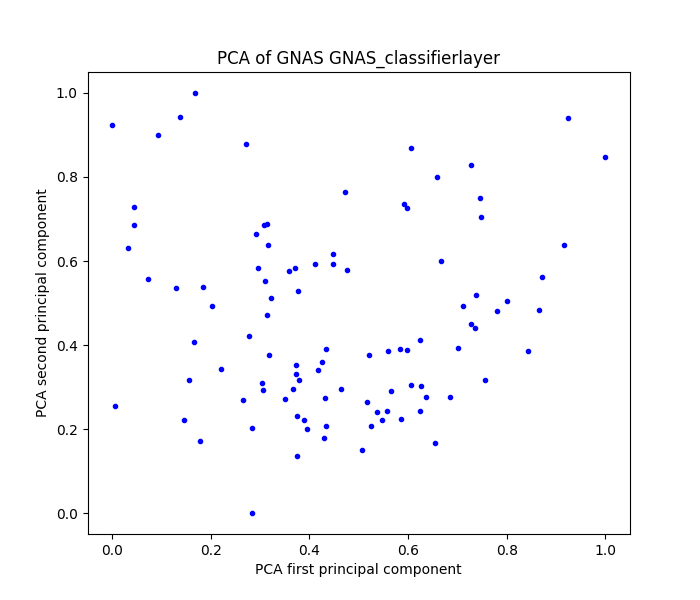 PCA of GNAS GNAS_classifierlayer
1.0
0.8
0.6
0.4
0.2
0.0
PCA second principal component
0.0 0.2 0.4 0.6 0.8 1.0
PCA first principal component